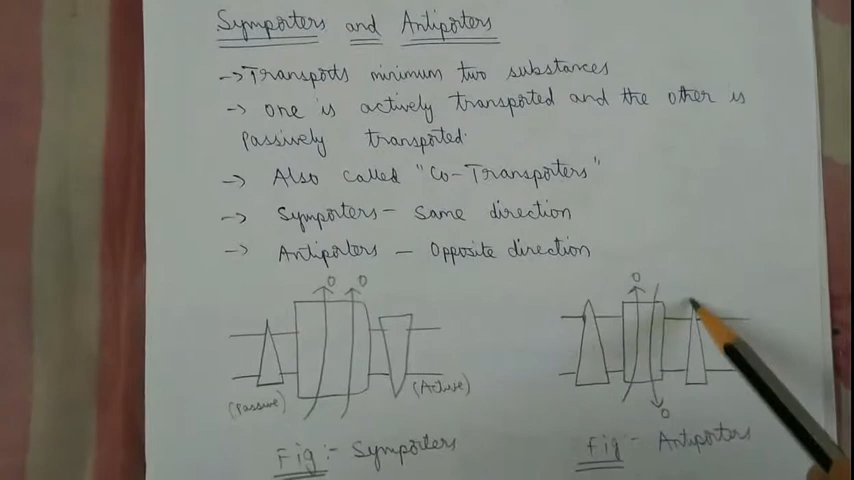 Symporters and Antiporters
-> Transports minimum two substances
-> one is actively transported and the other is
passively transported.
-> Also called "Co-Transporters"
-> Symporters - Same direction
-> Antiporters - Opposite direction
(Passive)
(Active)
Fig :- Symporters
Fig :- Antiporters